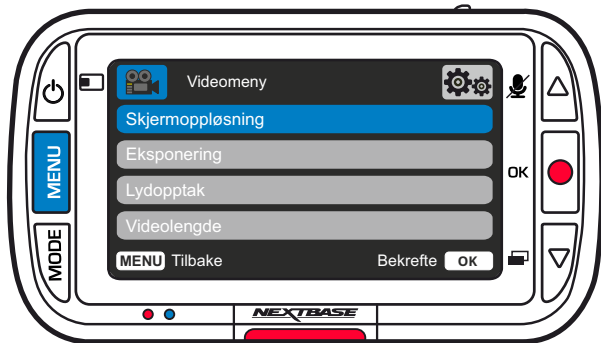 Videomeny
Skjermoppløsning
Eksponering
Lydopptak
Videolengde
MENU Tilbake Bekrefte OK
MENU
MODE
OK
NEXTBASE